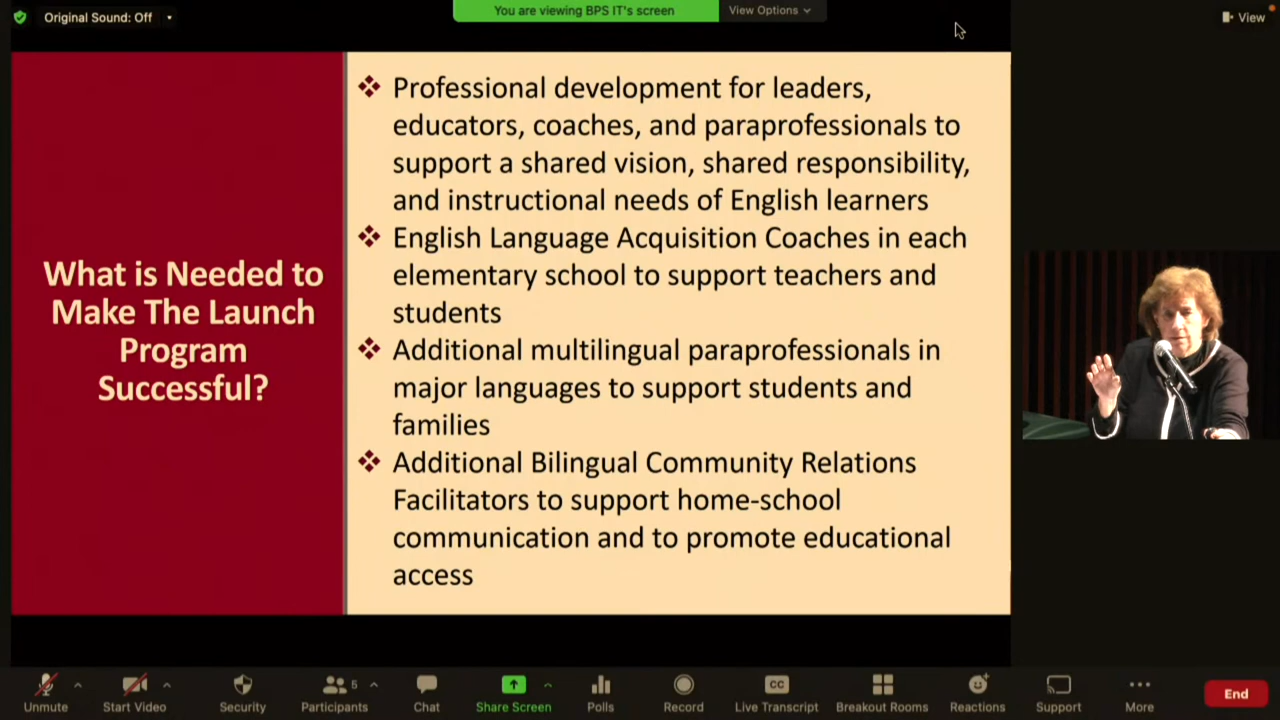 Original Sound: Off
You are viewing BPS IT's screen
View Options
View
What is Needed to
Make The Launch
Program
Successful?
Professional development for leaders,
educators, coaches, and paraprofessionals to
support a shared vision, shared responsibility,
and instructional needs of English learners
English Language Acquisition Coaches in each
elementary school to support teachers and
students
Additional multilingual paraprofessionals in
major languages to support students and
families
Additional Bilingual Community Relations
Facilitators to support home-school
communication and to promote educational
access
Unmute
Start Video
Security
5
Participants
Chat
Share Screen
Polls
Record
CC
Live Transcript
Breakout Rooms
Reactions
Support
More
End